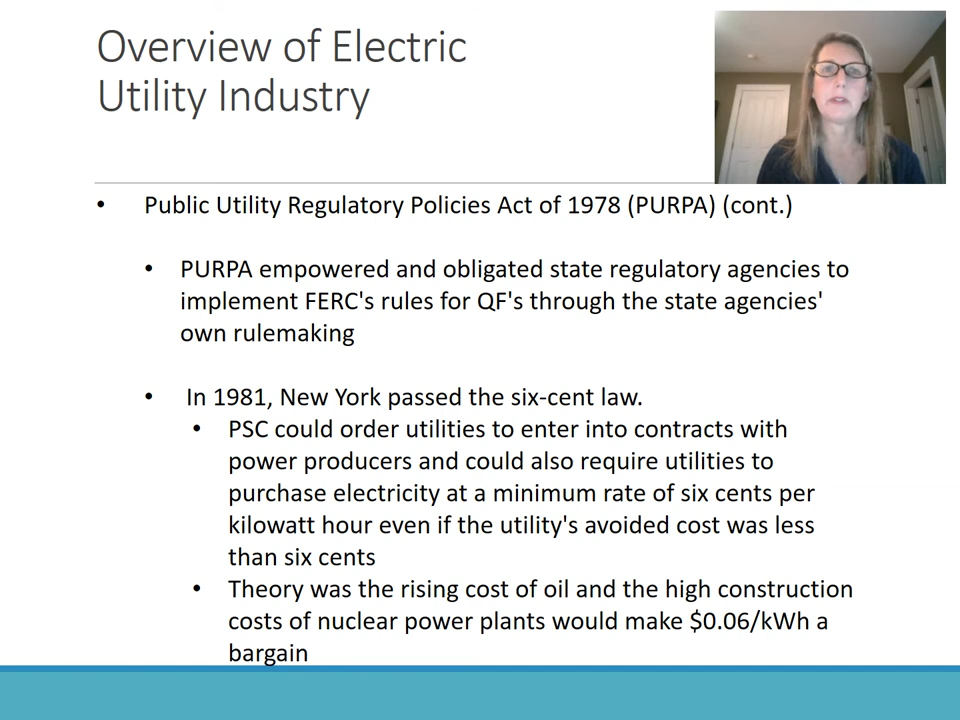 Overview of Electric
Utility Industry
• Public Utility Regulatory Policies Act of 1978 (PURPA) (cont.)
• PURPA empowered and obligated state regulatory agencies to
implement FERC's rules for QF's through the state agencies'
own rulemaking
• In 1981, New York passed the six-cent law.
• PSC could order utilities to enter into contracts with
power producers and could also require utilities to
purchase electricity at a minimum rate of six cents per
kilowatt hour even if the utility's avoided cost was less
than six cents
• Theory was the rising cost of oil and the high construction
costs of nuclear power plants would make $0.06/kWh a
bargain